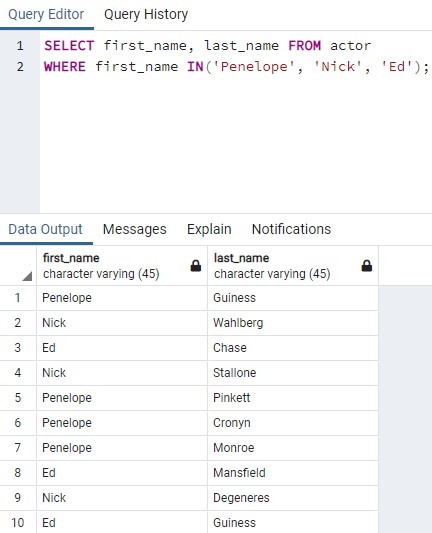 Query Editor Query History
1 SELECT first_name, last_name FROM actor
2 WHERE first_name IN('Penelope', 'Nick', 'Ed');
Data Output Messages Explain Notifications
first_name last_name
character varying (45) character varying (45)
1 Penelope Guiness
2 Nick Wahlberg
3 Ed Chase
4 Nick Stallone
5 Penelope Pinkett
6 Penelope Cronyn
7 Penelope Monroe
8 Ed Mansfield
9 Nick Degeneres
10 Ed Guiness